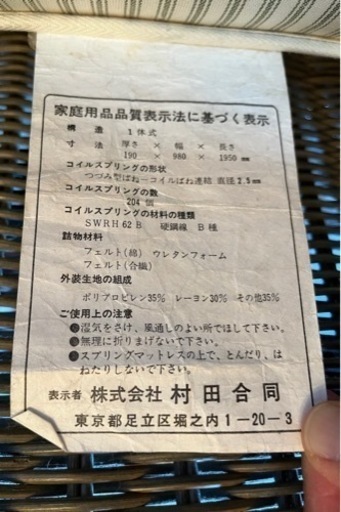 家庭用品品質表示法に基づく表示
構造 1体式
寸法 厚さ × 幅 × 長さ
190 × 980 × 1950mm
コイルスプリングの形状
つづみ型ばねーコイルばね連結 直径2.5mm
コイルスプリングの数
204個
コイルスプリングの材料の種類
SWRH62B 硬鋼線 B種
詰物材料
フェルト(綿) ウレタンフォーム
フェルト(合繊)
外装生地の組成
ポリプロピレン35% レーヨン30% その他35%
ご使用上の注意
●湿気をさけ、風通しのよい所でほして下さい。
●無理に折りまげないで下さい。
●スプリングマットレスの上で、とんだり、は
ねたりしないで下さい。
表示者 株式会社 村田合同
東京都足立区堀之内1-20-3